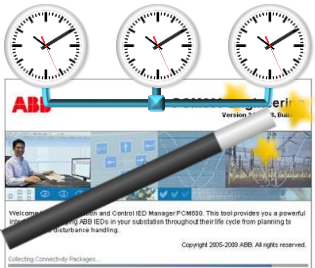 ABB
Version 2
Welcome and Control IED Manager PCM600. This tool provides you a powerful
ABB IEDs in your substation throughout their life cycle from planning to
disturbance handling.
Copyright 2005-2009 ABB. All rights reserved.
Collecting Connectivity Packages...